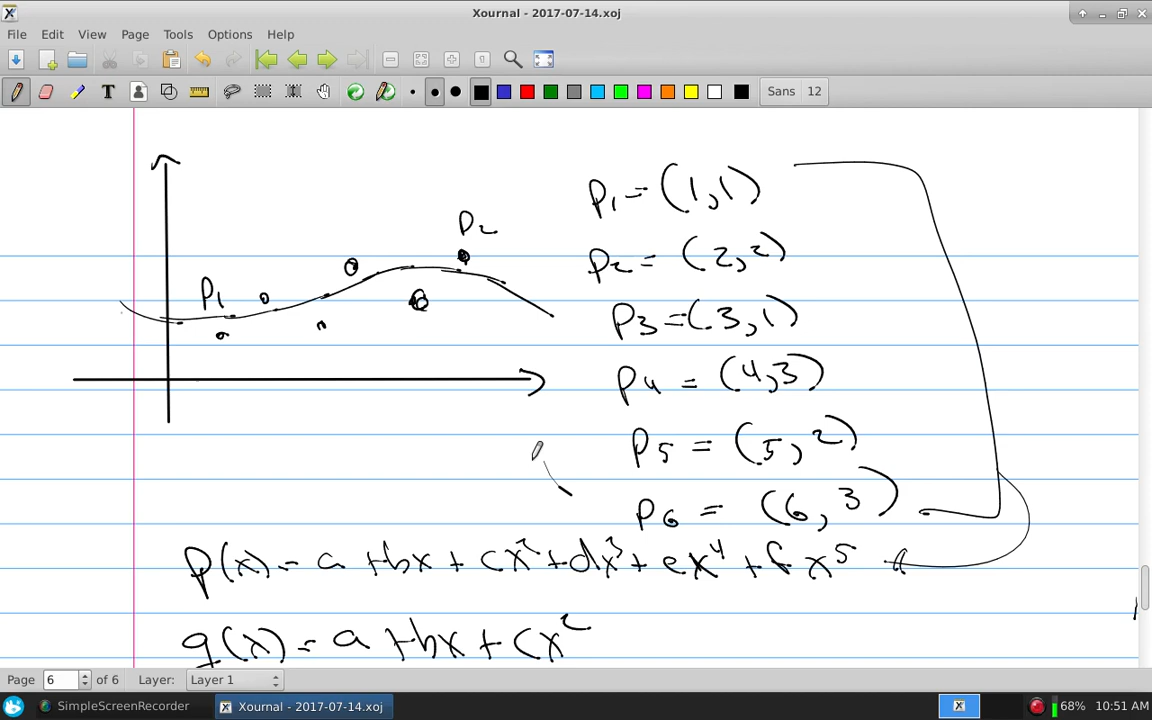 Xournal - 2017-07-14.xoj
File Edit View Page Tools Options Help
Sans 12
P1 = (1,1)
P2 = (2,2)
P3 = (3,1)
P4 = (4,3)
P5 = (5,2)
P6 = (6,3)
P2
P1
p(x) = a + bx + cx² + dx³ + ex⁴ + fx⁵
q(x) = a + bx + cx²
Page 6 of 6 Layer: Layer 1
SimpleScreenRecorder Xournal - 2017-07-14.xoj 68% 10:51 AM